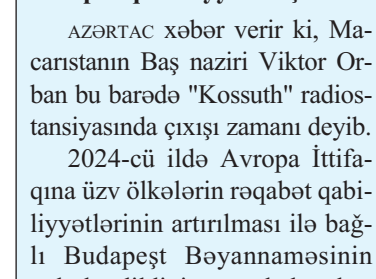 AZƏRTAC xəbər verir ki, Ma-
carıstanın Baş naziri Viktor Or-
ban bu barədə "Kossuth" radios-
tansiyasında çıxışı zamanı deyib.
2024-cü ildə Avropa İttifa-
qına üzv ölkələrin rəqabət qabi-
liyyətlərinin artırılması ilə bağ-
lı Budapeşt Bəyannaməsinin